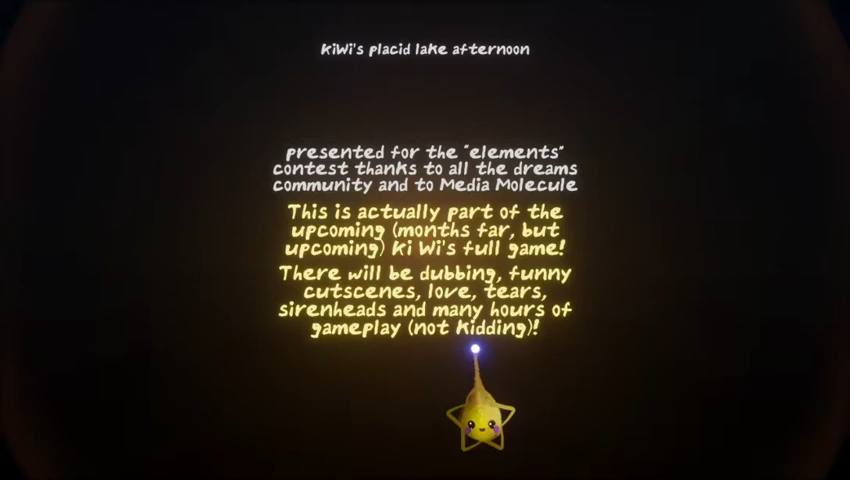 KiWi's placid lake afternoon
presented for the "elements"
contest thanks to all the dreams
community and to Media Molecule
This is actually part of the
upcoming (months far, but
upcoming) Ki Wi's full game!
There will be dubbing, funny
cutscenes, love, tears,
sirenheads and many hours of
gameplay (not kidding)!